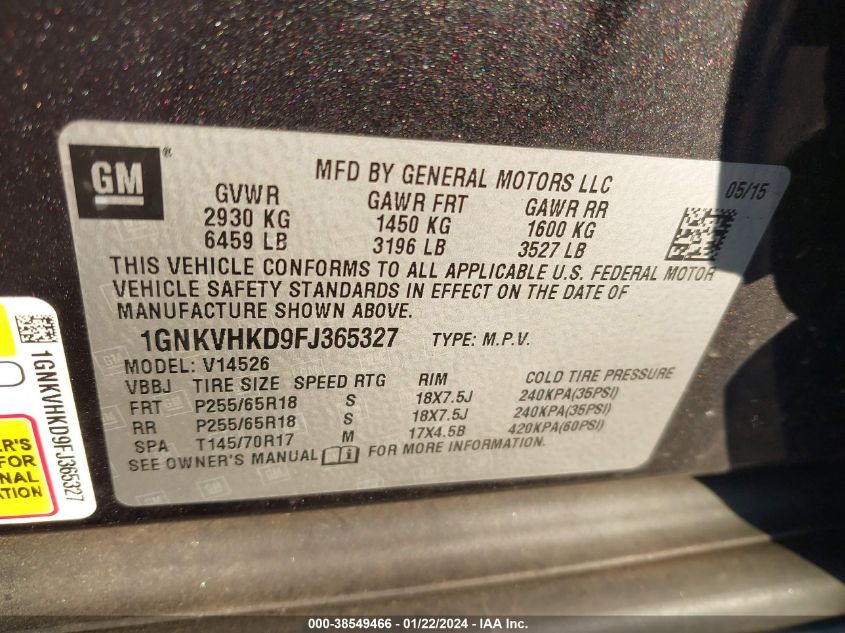 GM®
MFD BY GENERAL MOTORS LLC
05/15
GVWR GAWR FRT GAWR RR
2930 KG 1450 KG 1600 KG
6459 LB 3196 LB 3527 LB
THIS VEHICLE CONFORMS TO ALL APPLICABLE U.S. FEDERAL MOTOR
VEHICLE SAFETY STANDARDS IN EFFECT ON THE DATE OF
MANUFACTURE SHOWN ABOVE.
1GNKVHKD9FJ365327 TYPE: M.P.V.
MODEL: V14526
VBBJ TIRE SIZE SPEED RTG RIM COLD TIRE PRESSURE
FRT P255/65R18 S 18X7.5J 240KPA(35PSI)
RR P255/65R18 S 18X7.5J 240KPA(35PSI)
SPA T145/70R17 M 17X4.5B 420KPA(60PSI)
SEE OWNER'S MANUAL FOR MORE INFORMATION.
1GNKVHKD9FJ365327
R'S
FOR
NAL
TION
000-38549466 - 01/22/2024 - IAA Inc.